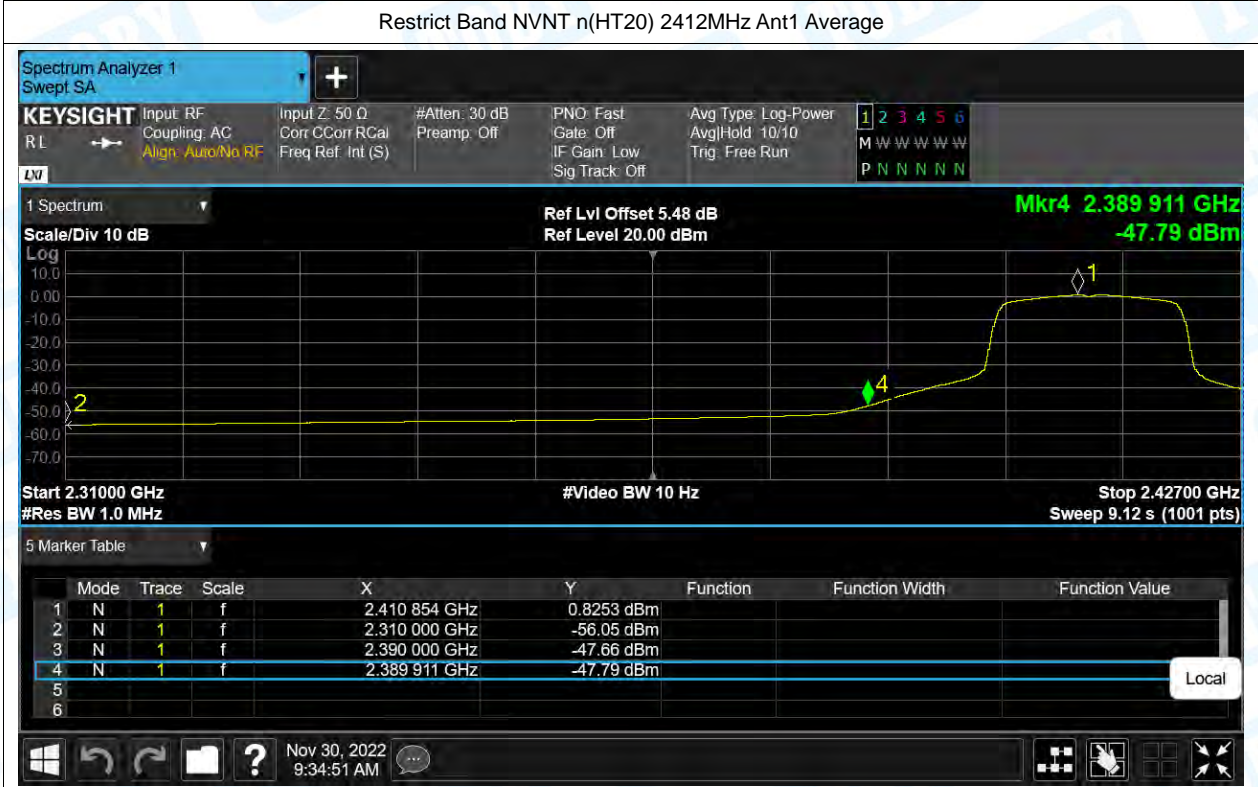 Restrict Band NVNT n(HT20) 2412MHz Ant1 Average
Spectrum Analyzer 1
Swept SA
+
KEYSIGHT
Input: RF
Input Z: 50 Ω
#Atten: 30 dB
PNO: Fast
Avg Type: Log-Power
1 2 3 4 5 6
R L
Coupling: AC
Corr CCorr RCal
Preamp: Off
Gate: Off
Avg|Hold: 10/10
M W W W W W
Align: Auto/No RF
Freq Ref: Int (S)
IF Gain: Low
Trig: Free Run
LXI
Sig Track: Off
P N N N N N
1 Spectrum
Ref Lvl Offset 5.48 dB
Mkr4 2.389 911 GHz
Scale/Div 10 dB
Ref Level 20.00 dBm
-47.79 dBm
Log
10.0
0.00
-10.0
-20.0
-30.0
-40.0
-50.0
-60.0
-70.0
1
2
4
Start 2.31000 GHz
#Video BW 10 Hz
Stop 2.42700 GHz
#Res BW 1.0 MHz
Sweep 9.12 s (1001 pts)
5 Marker Table
Mode Trace Scale X Y Function Function Width Function Value
1 N 1 f 2.410 854 GHz 0.8253 dBm
2 N 1 f 2.310 000 GHz -56.05 dBm
3 N 1 f 2.390 000 GHz -47.66 dBm
4 N 1 f 2.389 911 GHz -47.79 dBm
5
6
Local
?
Nov 30, 2022
9:34:51 AM